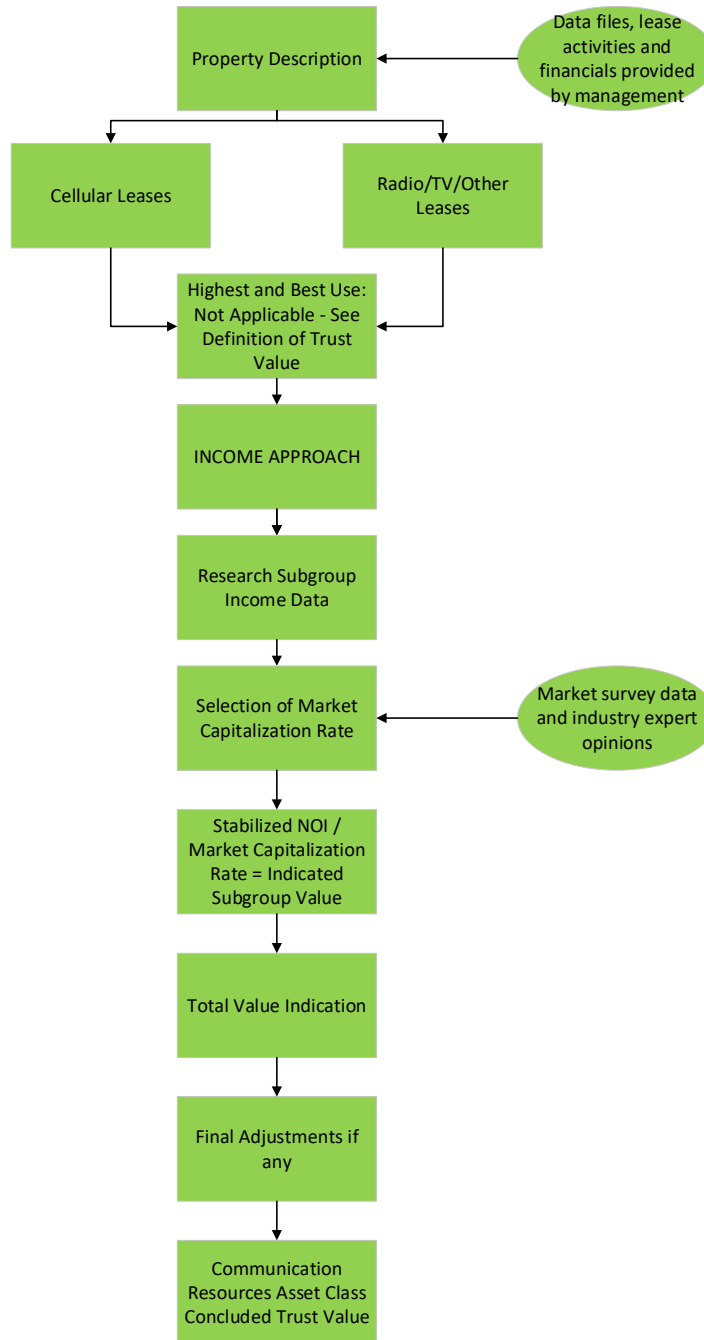 Property Description
Data files, lease
activities and
financials provided
by management
Cellular Leases
Radio/TV/Other
Leases
Highest and Best Use:
Not Applicable - See
Definition of Trust
Value
INCOME APPROACH
Research Subgroup
Income Data
Selection of Market
Capitalization Rate
Market survey data
and industry expert
opinions
Stabilized NOI /
Market Capitalization
Rate = Indicated
Subgroup Value
Total Value Indication
Final Adjustments if
any
Communication
Resources Asset Class
Concluded Trust Value